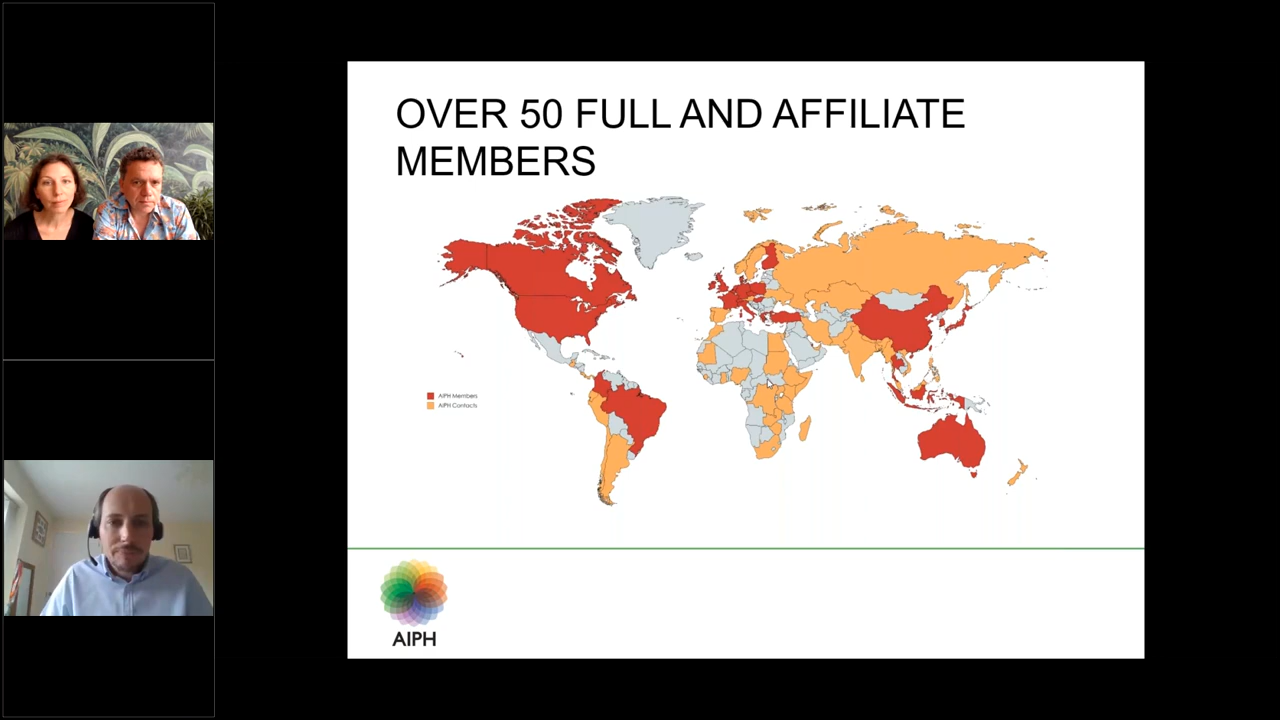 OVER 50 FULL AND AFFILIATE
MEMBERS
AIPH Members
AIPH Contacts
AIPH